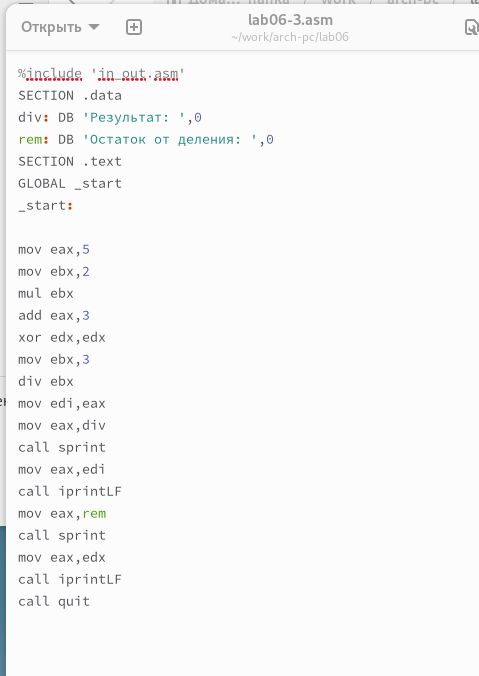 Открыть
lab06-3.asm
~/work/arch-pc/lab06
%include 'in_out.asm'
SECTION .data
div: DB 'Результат: ',0
rem: DB 'Остаток от деления: ',0
SECTION .text
GLOBAL _start
_start:
mov eax,5
mov ebx,2
mul ebx
add eax,3
xor edx,edx
mov ebx,3
div ebx
mov edi,eax
mov eax,div
call sprint
mov eax,edi
call iprintLF
mov eax,rem
call sprint
mov eax,edx
call iprintLF
call quit